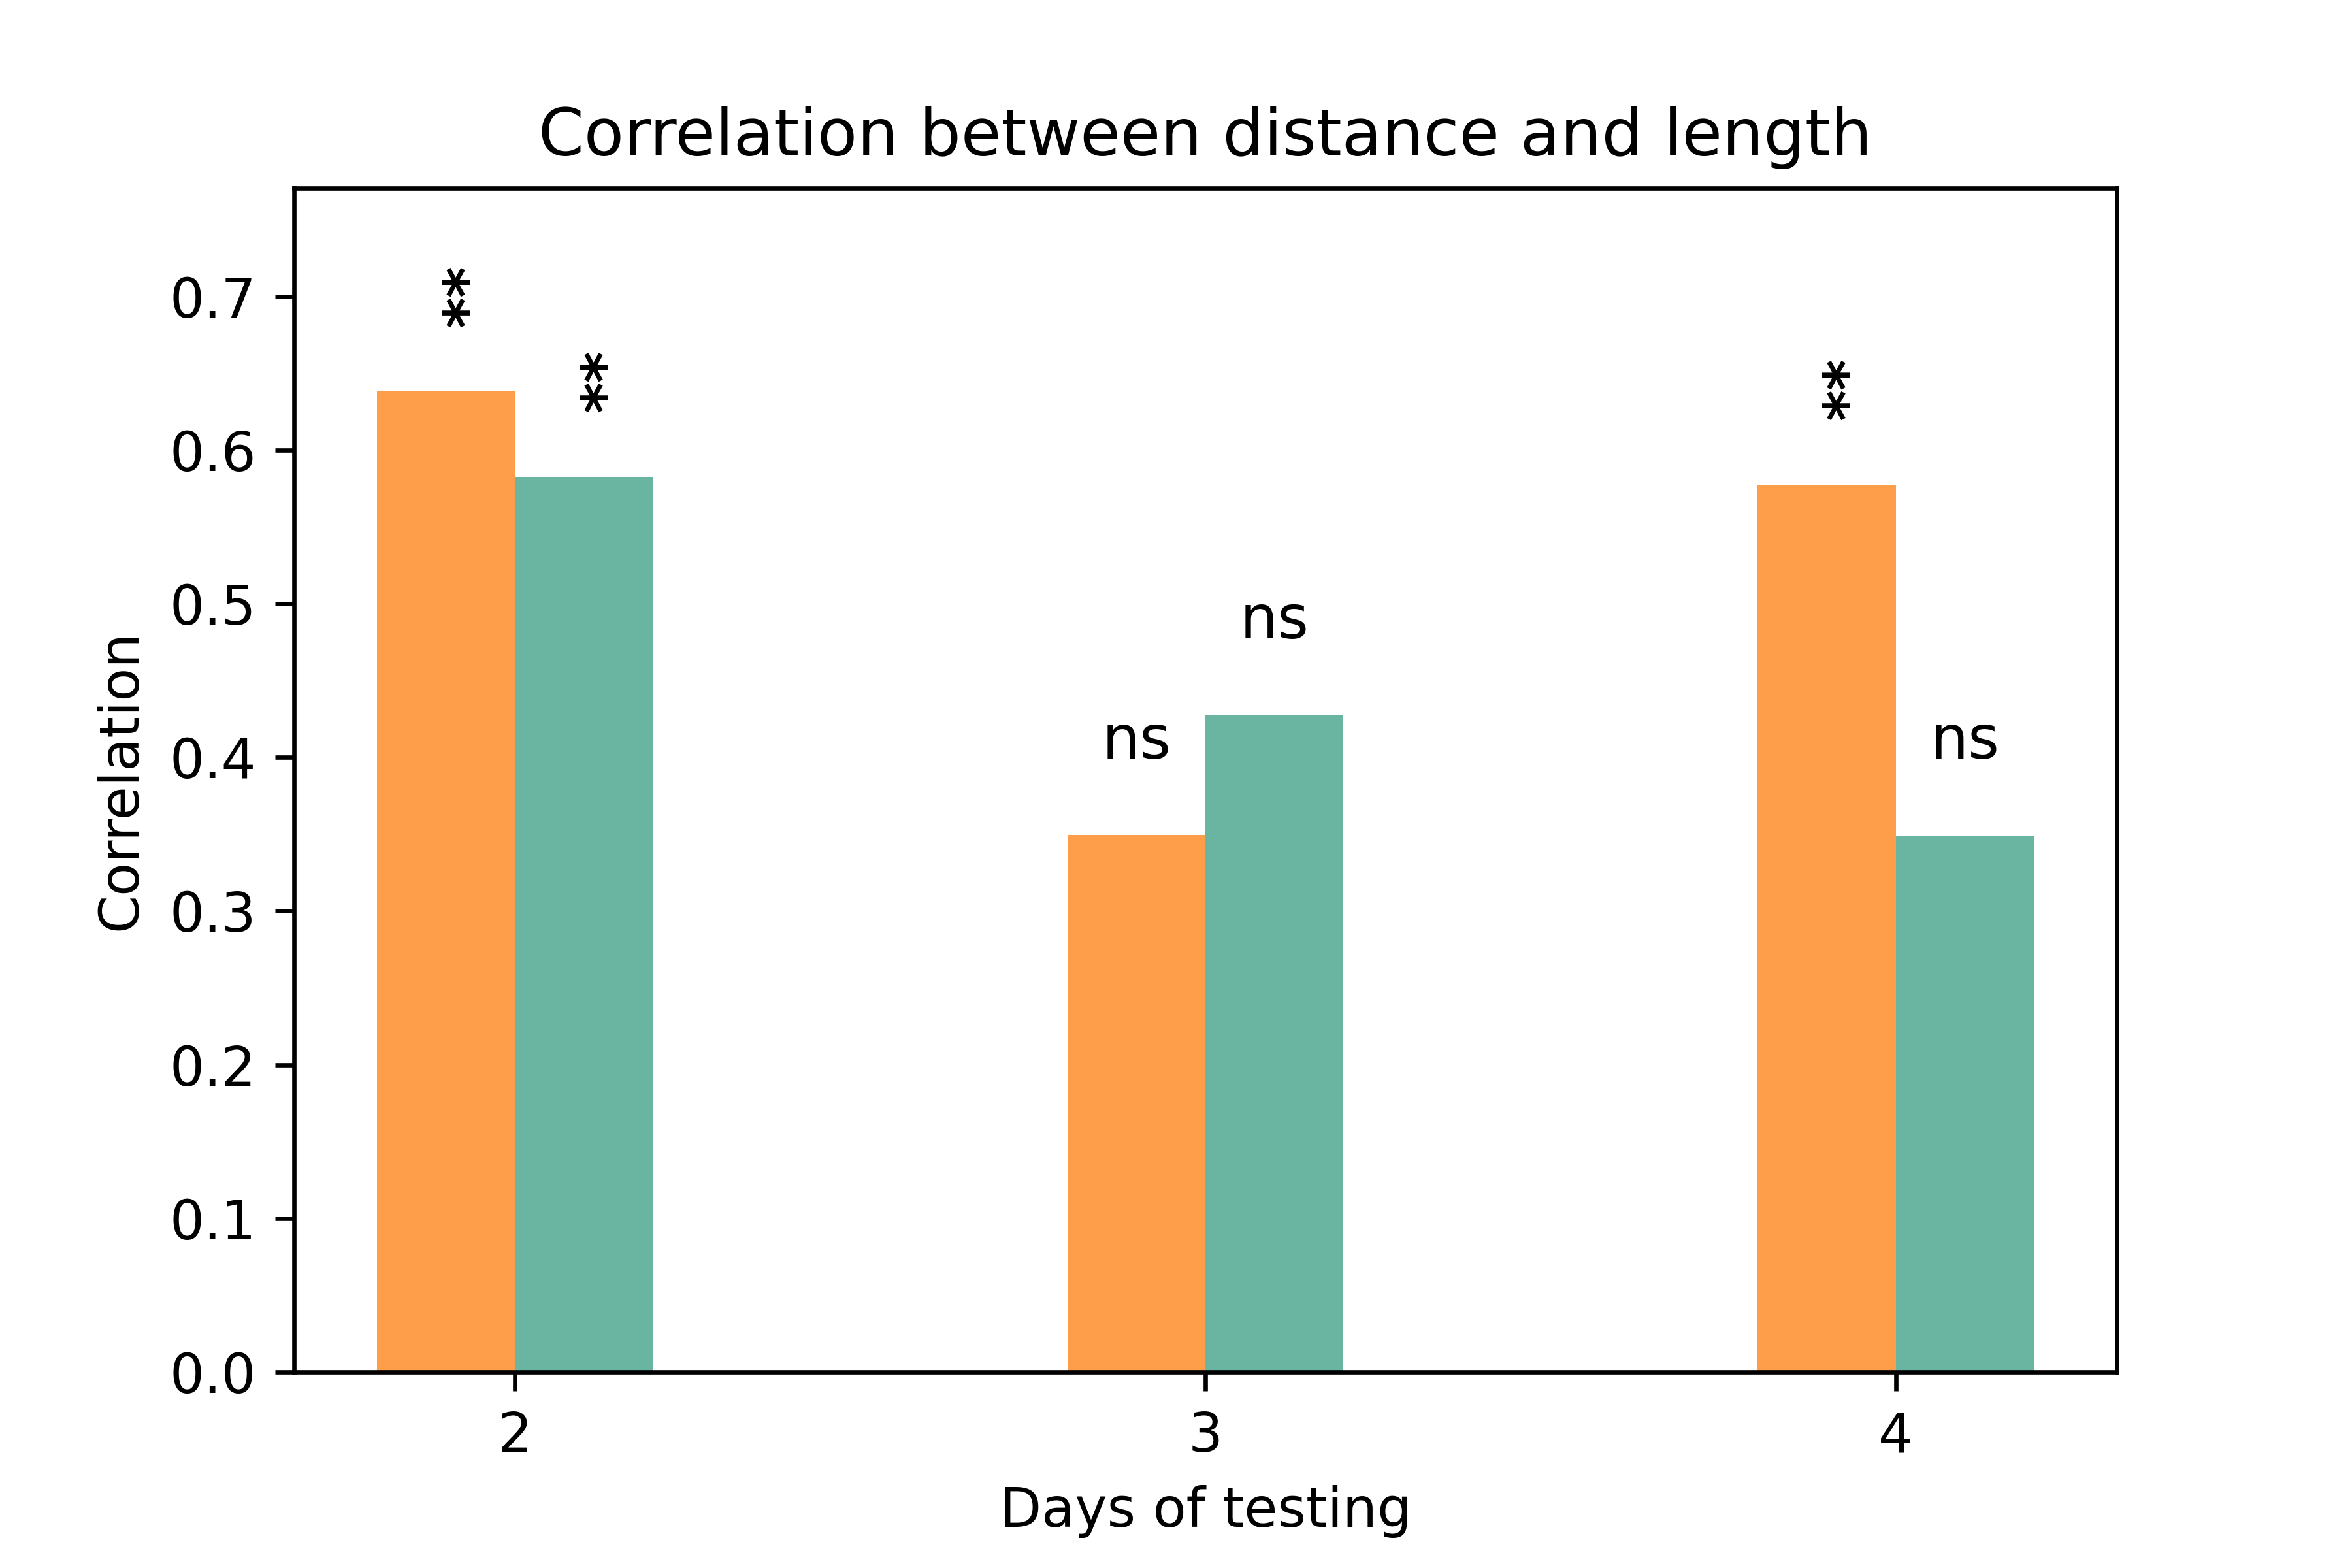 Correlation between distance and length
Correlation
0.7
0.6
0.5
0.4
0.3
0.2
0.1
0.0
**
**
ns
ns
**
ns
2
3
4
Days of testing